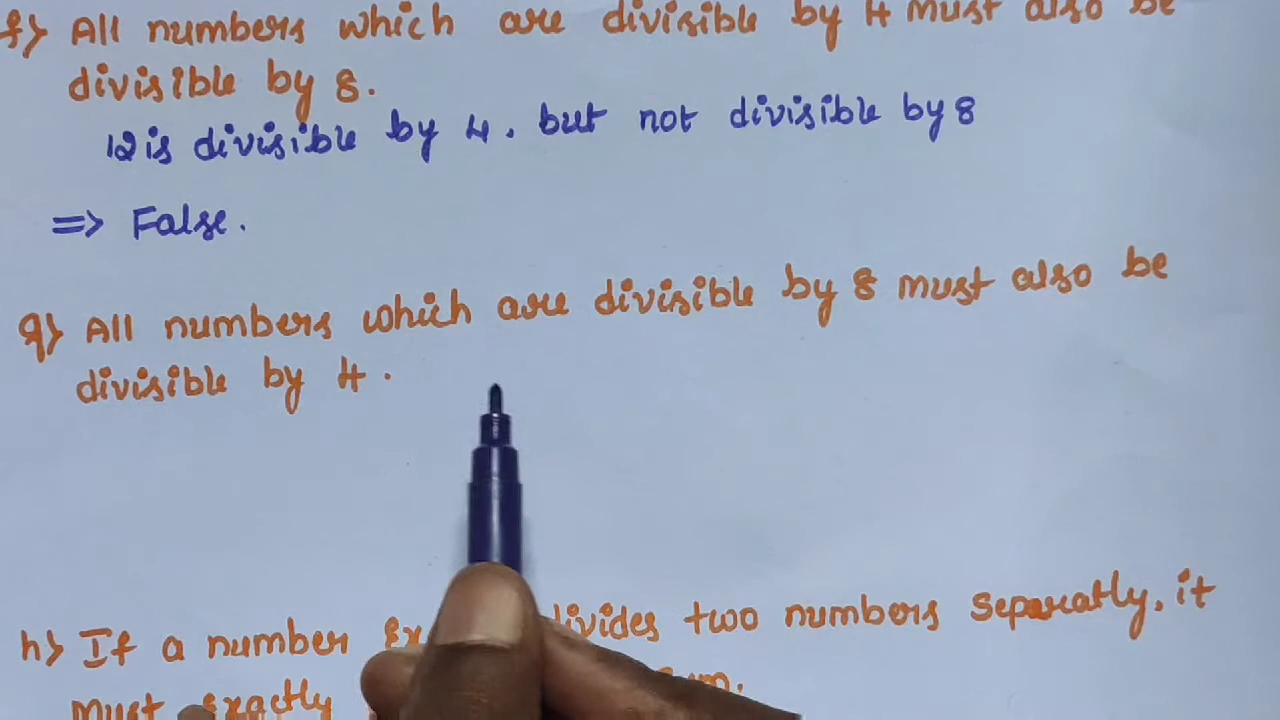 f) All numbers which are divisible by 4 must also be
divisible by 8.
12 is divisible by 4. but not divisible by 8
=> False.
g) All numbers which are divisible by 8 must also be
divisible by 4.
h) If a number divides two numbers separatly, it
must exactly